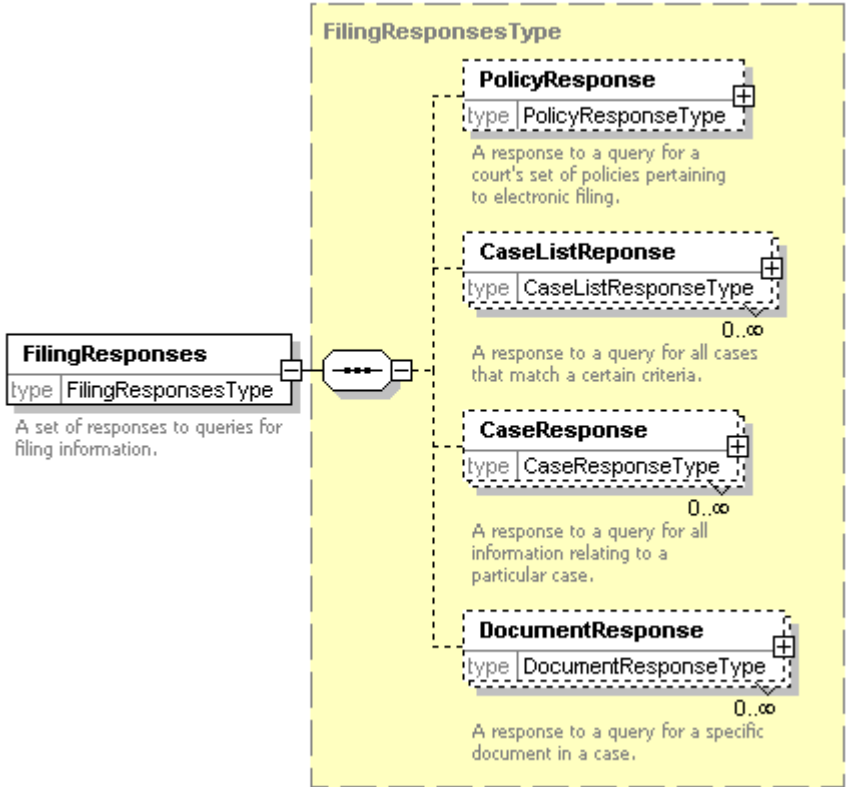 FilingResponsesType
PolicyResponse
type PolicyResponseType
A response to a query for a
court's set of policies pertaining
to electronic filing.
CaseListReponse
type CaseListResponseType
0..∞
A response to a query for all cases
that match a certain criteria.
FilingResponses
type FilingResponsesType
A set of responses to queries for
filing information.
CaseResponse
type CaseResponseType
0..∞
A response to a query for all
information relating to a
particular case.
DocumentResponse
type DocumentResponseType
0..∞
A response to a query for a specific
document in a case.